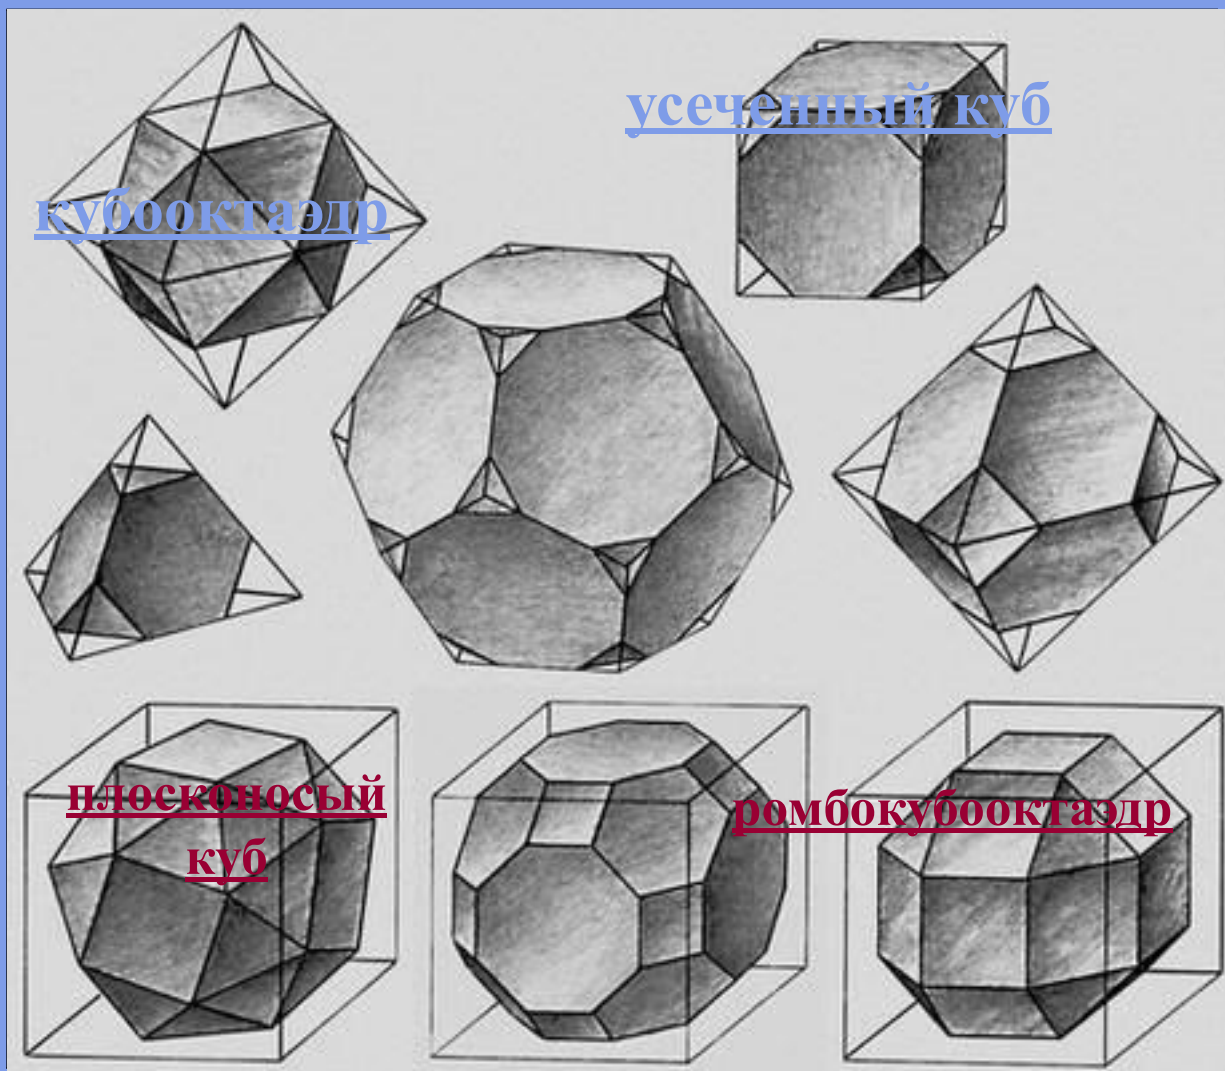 усеченный куб
кубооктаэдр
плосконосый
куб
ромбокубооктаэдр